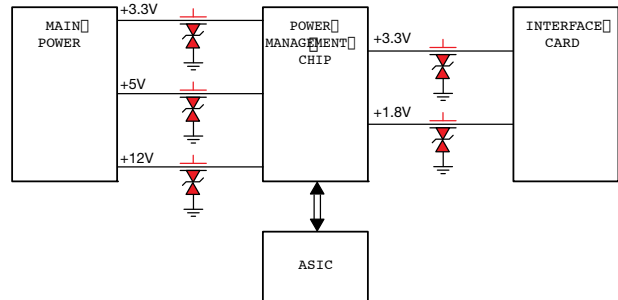 MAIN
POWER
+3.3V
+5V
+12V
POWER
MANAGEMENT
CHIP
+3.3V
+1.8V
INTERFACE
CARD
ASIC